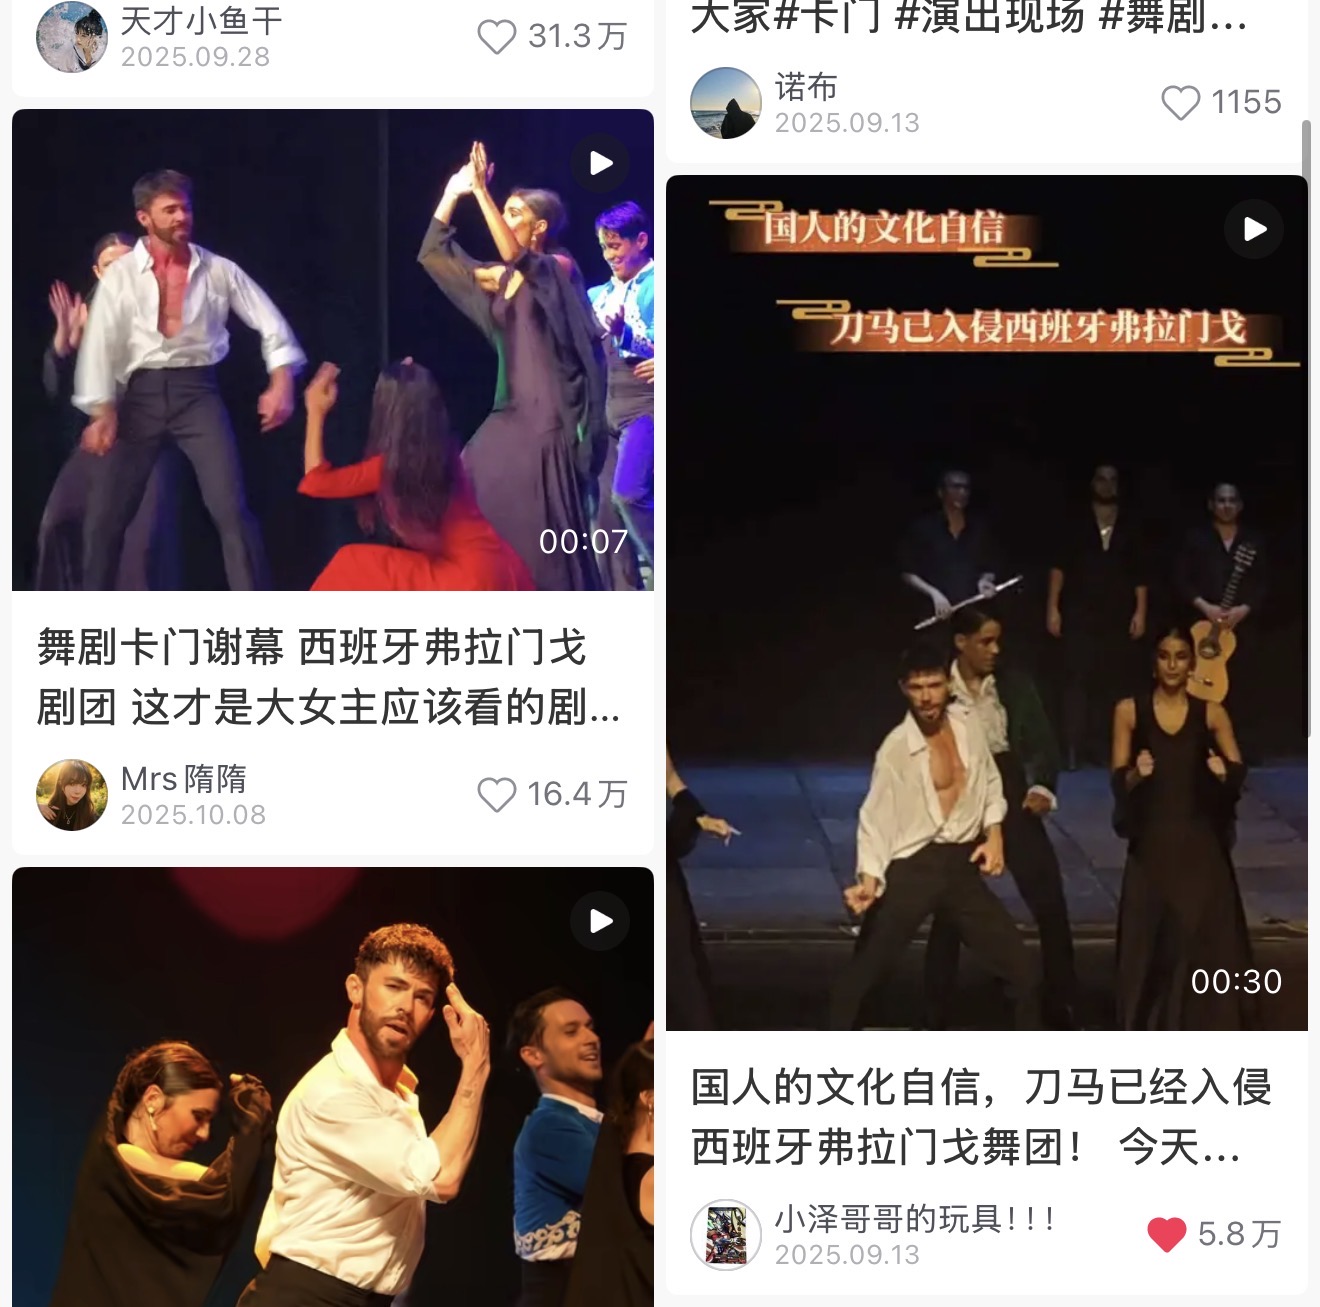 天才小鱼干
2025.09.28
31.3万
00:07
舞剧卡门谢幕 西班牙弗拉门戈
剧团 这才是大女主应该看的剧...
Mrs隋隋
2025.10.08
16.4万
大家#卡门 #演出现场 #舞剧...
诺布
2025.09.13
1155
国人的文化自信
刀马已入侵西班牙弗拉门戈
00:30
国人的文化自信，刀马已经入侵
西班牙弗拉门戈舞团！ 今天...
小泽哥哥的玩具！！！
2025.09.13
5.8万